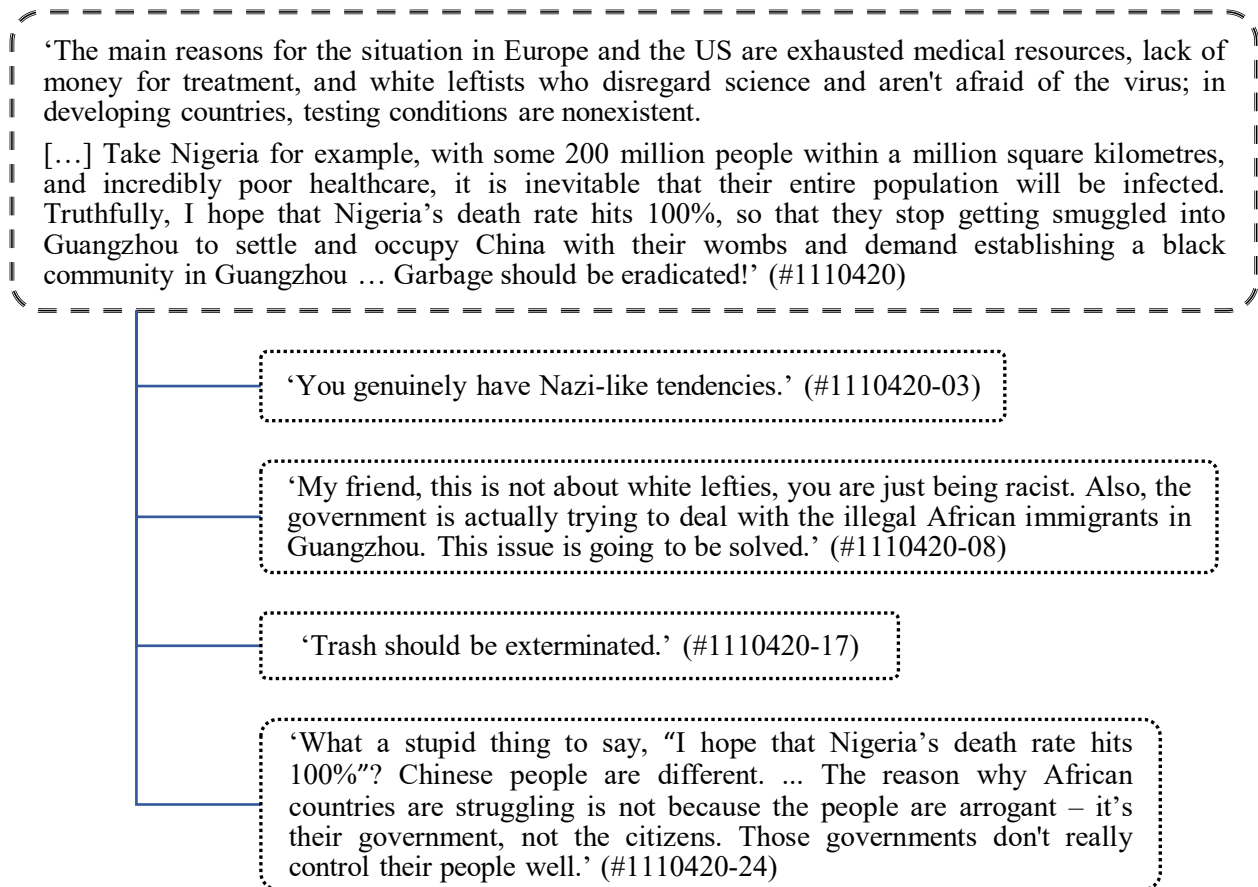 ‘The main reasons for the situation in Europe and the US are exhausted medical resources, lack of
money for treatment, and white leftists who disregard science and aren't afraid of the virus; in
developing countries, testing conditions are nonexistent.
[…] Take Nigeria for example, with some 200 million people within a million square kilometres,
and incredibly poor healthcare, it is inevitable that their entire population will be infected.
Truthfully, I hope that Nigeria’s death rate hits 100%, so that they stop getting smuggled into
Guangzhou to settle and occupy China with their wombs and demand establishing a black
community in Guangzhou … Garbage should be eradicated!’ (#1110420)
‘You genuinely have Nazi-like tendencies.’ (#1110420-03)
‘My friend, this is not about white lefties, you are just being racist. Also, the
government is actually trying to deal with the illegal African immigrants in
Guangzhou. This issue is going to be solved.’ (#1110420-08)
‘Trash should be exterminated.’ (#1110420-17)
‘What a stupid thing to say, “I hope that Nigeria’s death rate hits
100%”? Chinese people are different. ... The reason why African
countries are struggling is not because the people are arrogant – it’s
their government, not the citizens. Those governments don't really
control their people well.’ (#1110420-24)